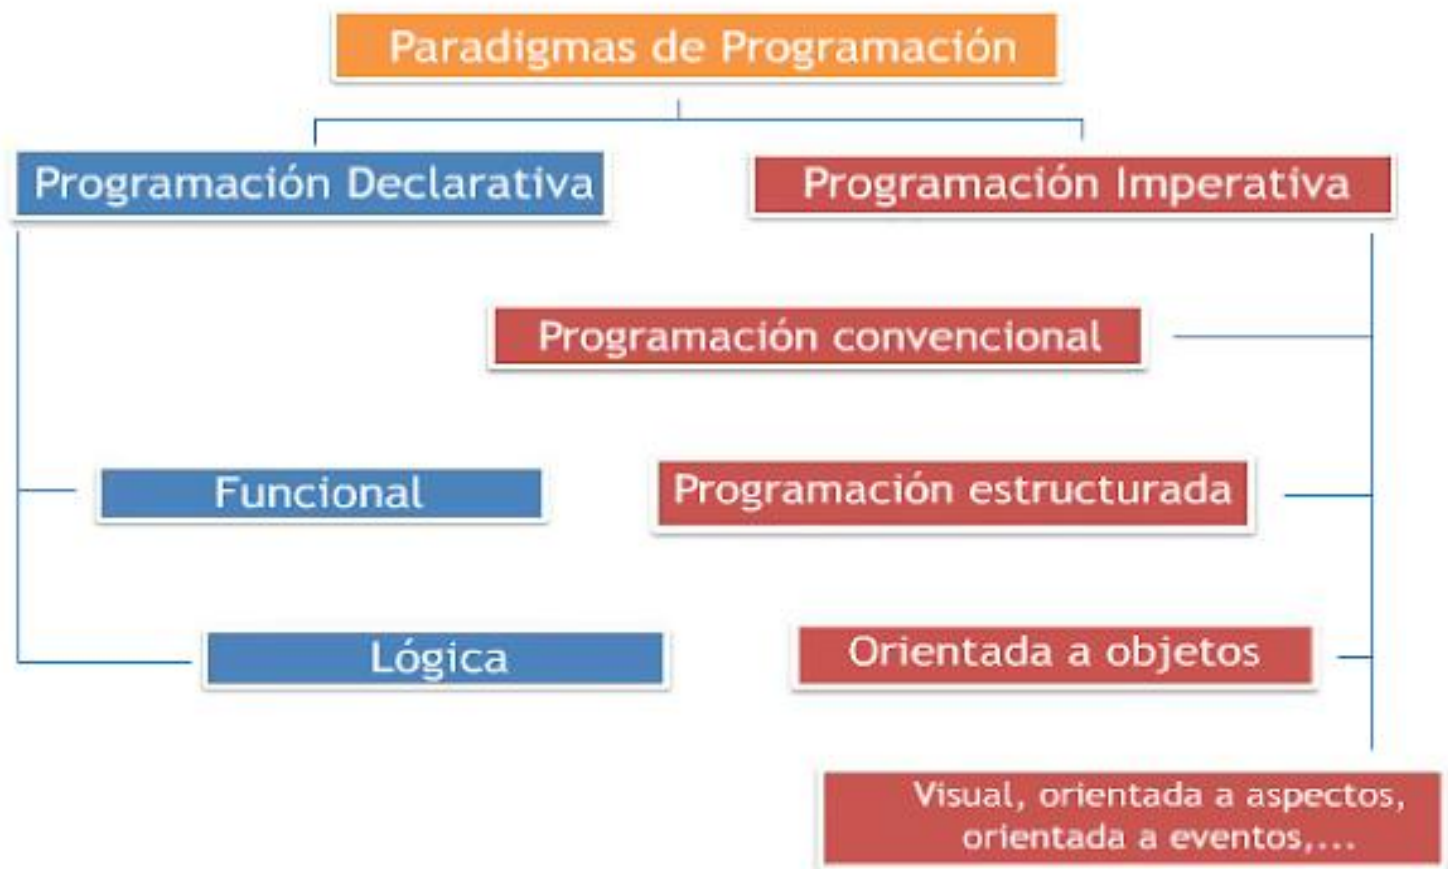 Paradigmas de Programación
Programación Declarativa
Programación Imperativa
Programación convencional
Funcional
Programación estructurada
Lógica
Orientada a objetos
Visual, orientada a aspectos,
orientada a eventos,...